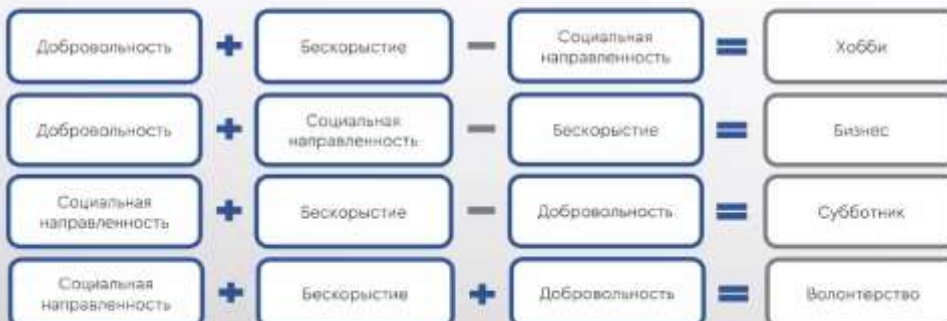 Добровольность + Бескорыстие − Социальная направленность = Хобби
Добровольность + Социальная направленность − Бескорыстие = Бизнес
Социальная направленность + Бескорыстие − Добровольность = Субботник
Социальная направленность + Бескорыстие + Добровольность = Волонтерство